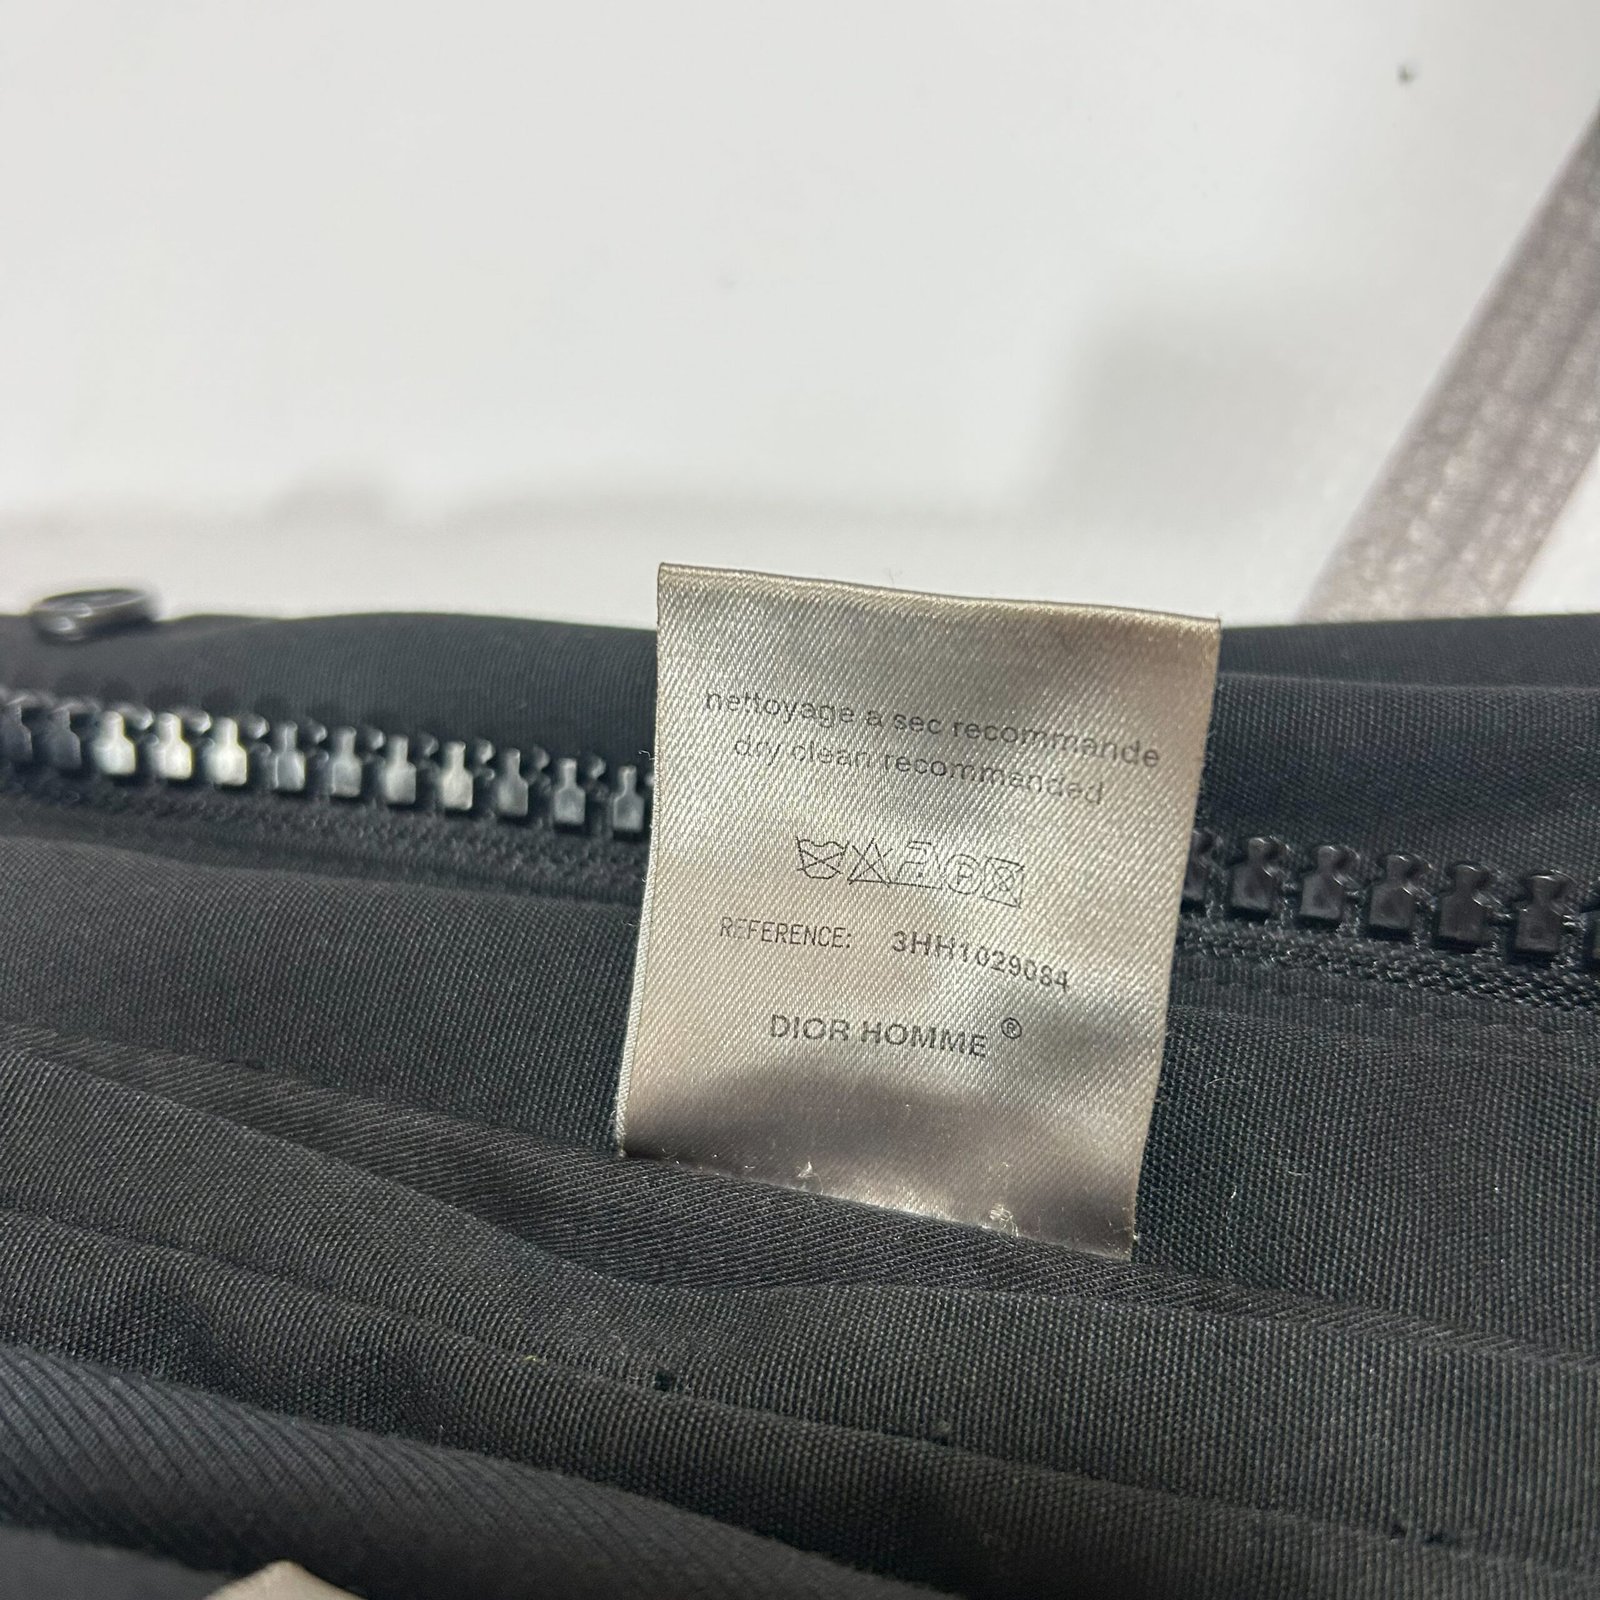 nettoyage a sec recommande
dry clean recommanded
REFERENCE: 3HH1029084
DIOR HOMME ®